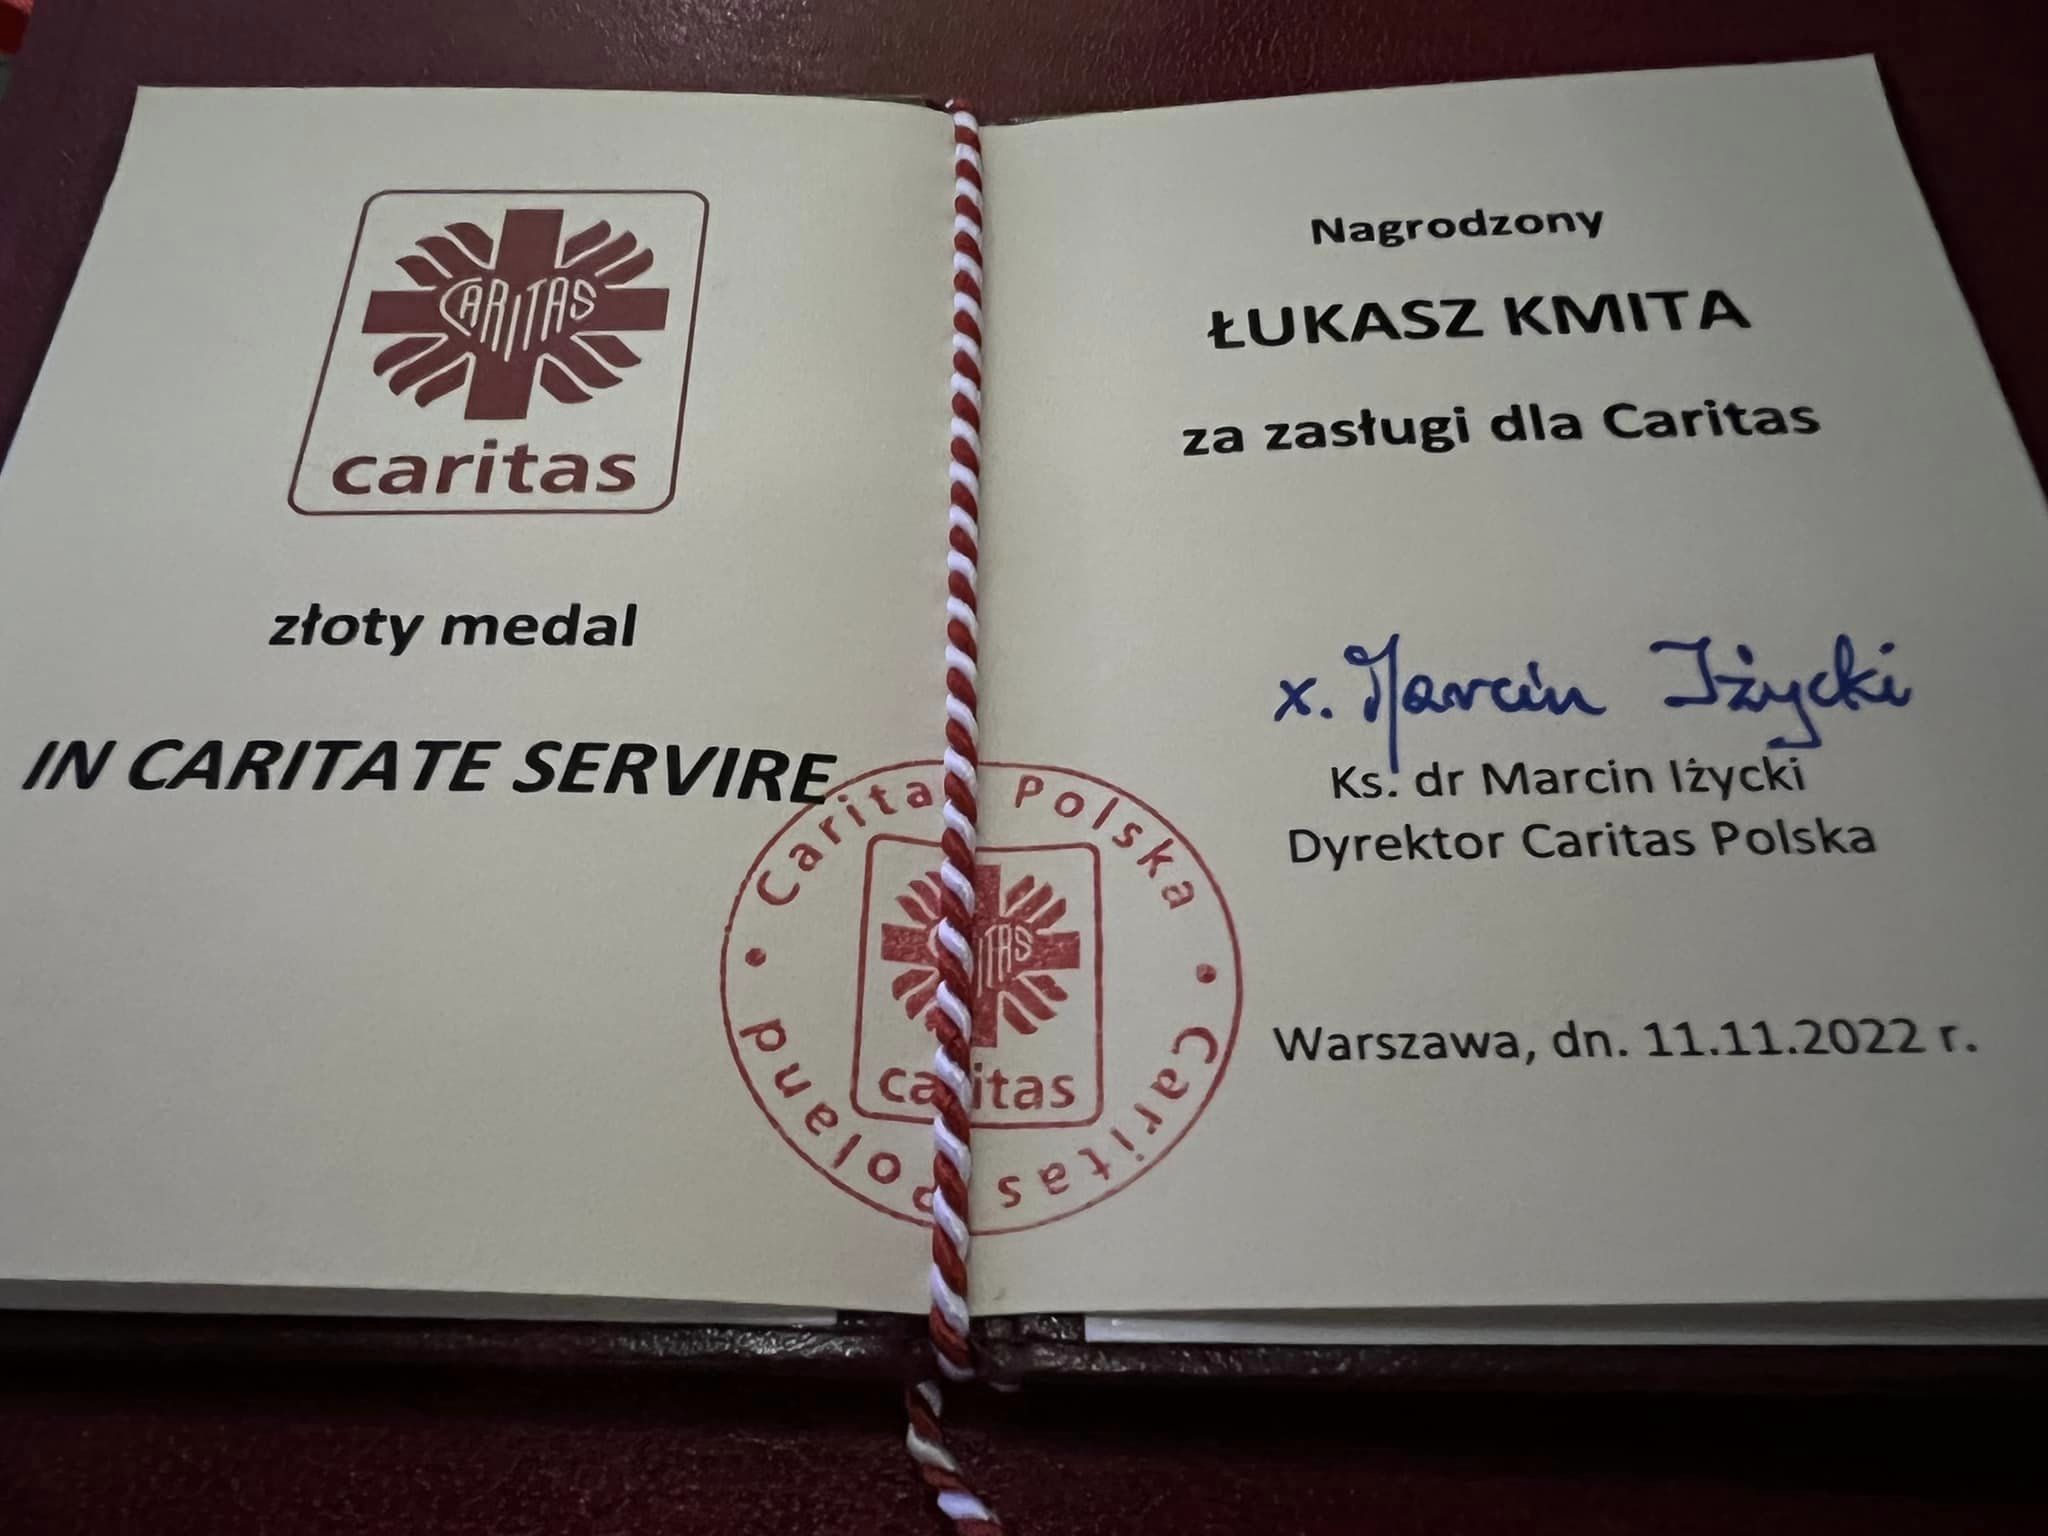 CARITAS
caritas
złoty medal
IN CARITATE SERVIRE
Nagrodzony
ŁUKASZ KMITA
za zasługi dla Caritas
x. Marcin Iżycki
Ks. dr Marcin Iżycki
Dyrektor Caritas Polska
Caritas Polska • Caritas Poland •
CARITAS
caritas
Warszawa, dn. 11.11.2022 r.